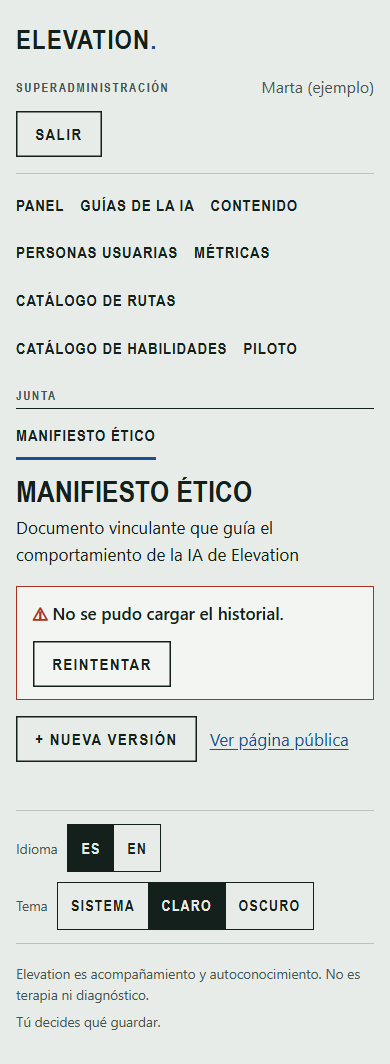 ELEVATION.
SUPERADMINISTRACIÓN Marta (ejemplo)
SALIR
PANEL GUÍAS DE LA IA CONTENIDO
PERSONAS USUARIAS MÉTRICAS
CATÁLOGO DE RUTAS
CATÁLOGO DE HABILIDADES PILOTO
JUNTA
MANIFIESTO ÉTICO
MANIFIESTO ÉTICO
Documento vinculante que guía el
comportamiento de la IA de Elevation
No se pudo cargar el historial.
REINTENTAR
+ NUEVA VERSIÓN Ver página pública
Idioma ES EN
Tema SISTEMA CLARO OSCURO
Elevation es acompañamiento y autoconocimiento. No es
terapia ni diagnóstico.
Tú decides qué guardar.